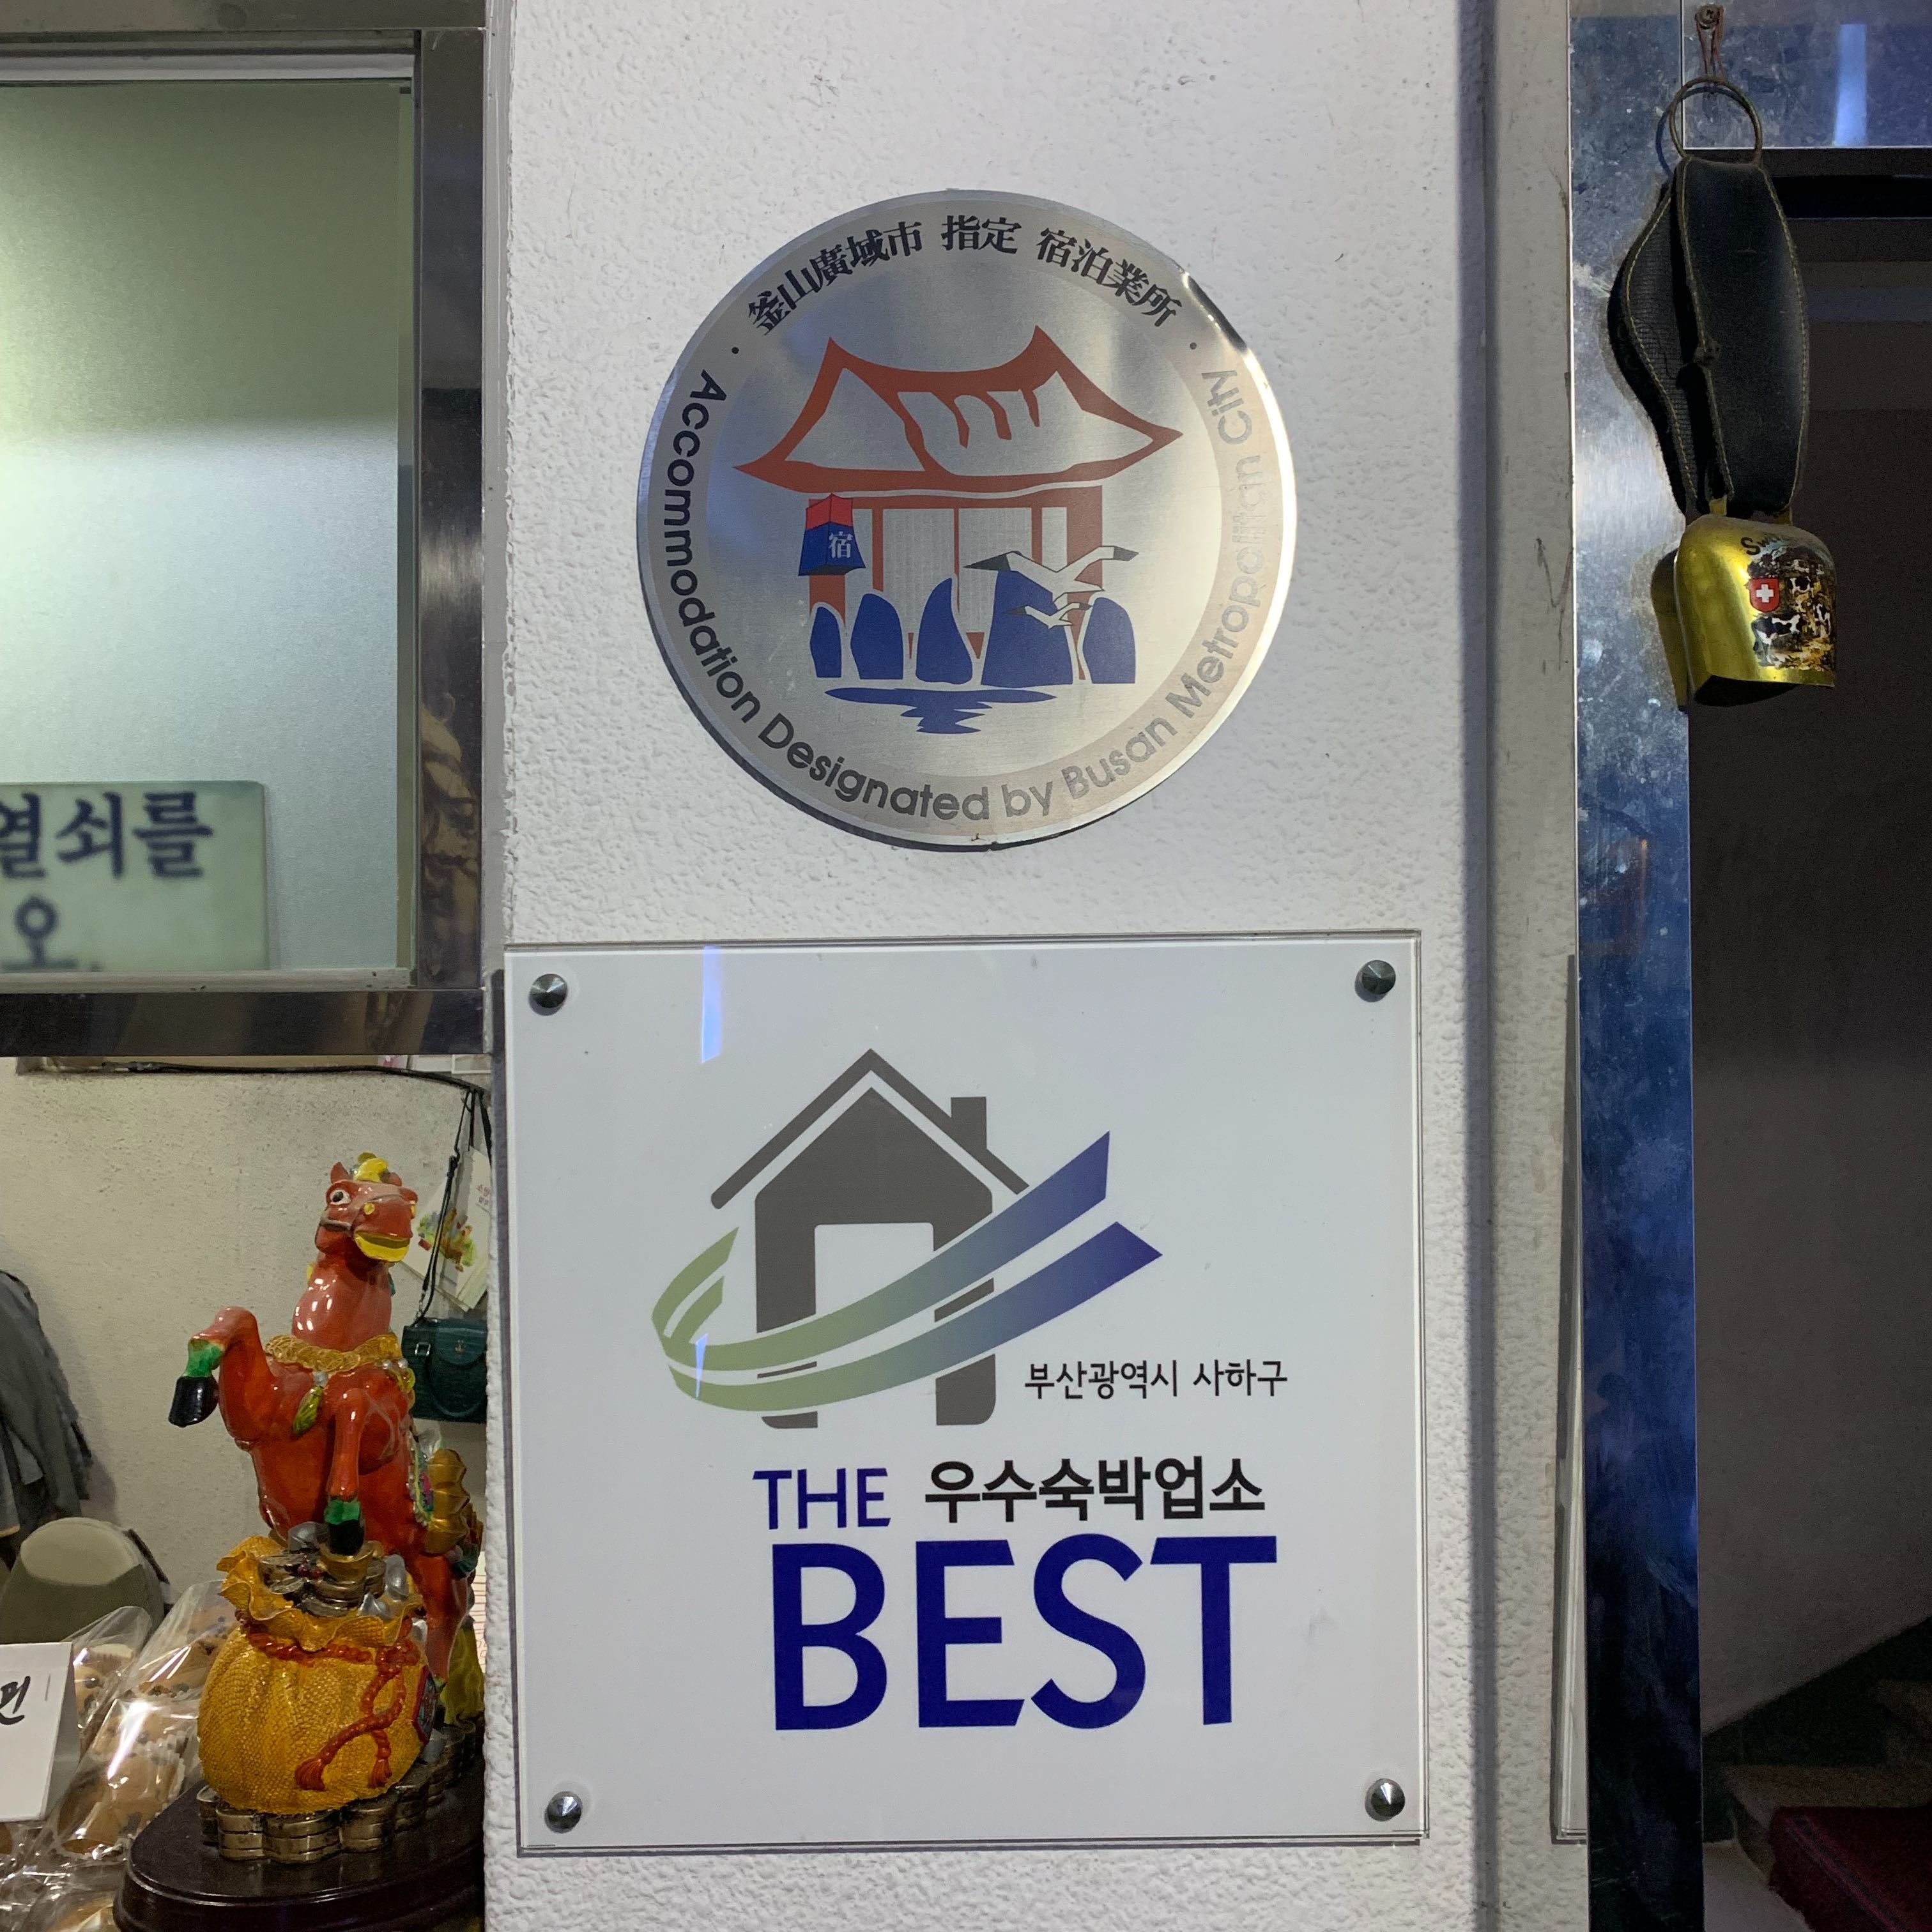 釜山廣域市 指定 宿泊業所
Accommodation Designated by Busan Metropolitan City
宿
열쇠를
오.
부산광역시 사하구
THE 우수숙박업소
BEST